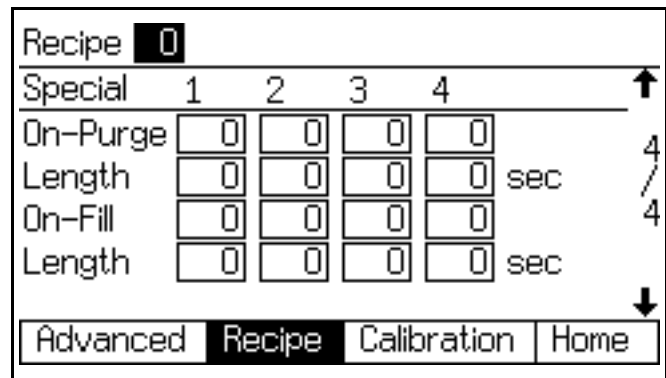 Recipe 0
Special 1 2 3 4
On-Purge 0 0 0 0
Length 0 0 0 0 sec
On-Fill 0 0 0 0
Length 0 0 0 0 sec
4/4
Advanced Recipe Calibration Home